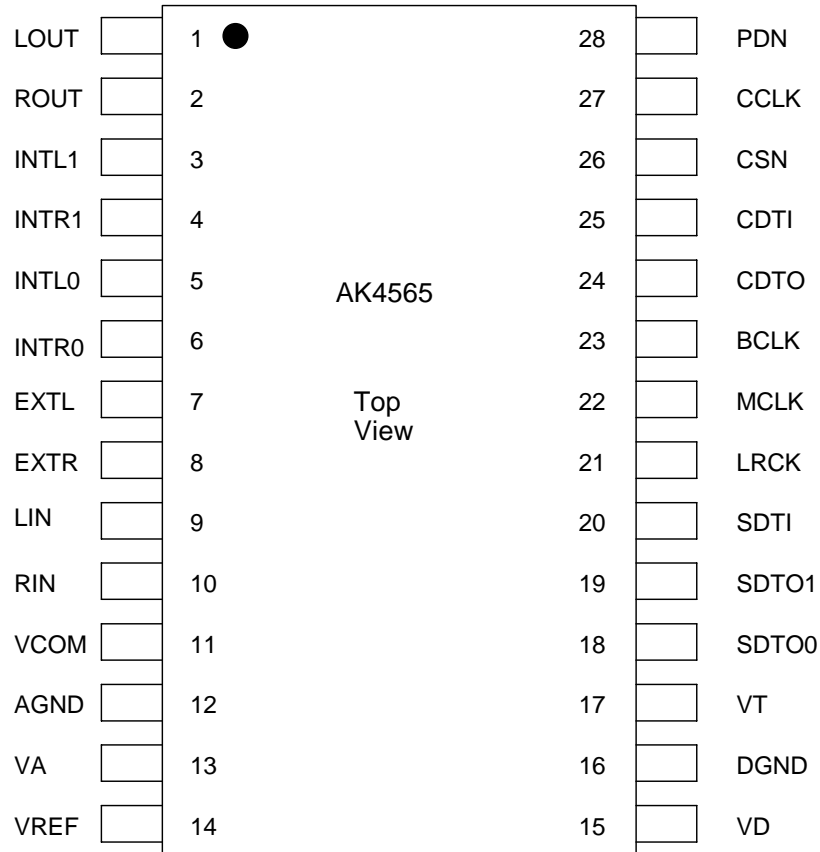 LOUT 1 28 PDN
ROUT 2 27 CCLK
INTL1 3 26 CSN
INTR1 4 25 CDTI
INTL0 5 24 CDTO
AK4565
INTR0 6 23 BCLK
EXTL 7 Top 22 MCLK
View
EXTR 8 21 LRCK
LIN 9 20 SDTI
RIN 10 19 SDTO1
VCOM 11 18 SDTO0
AGND 12 17 VT
VA 13 16 DGND
VREF 14 15 VD